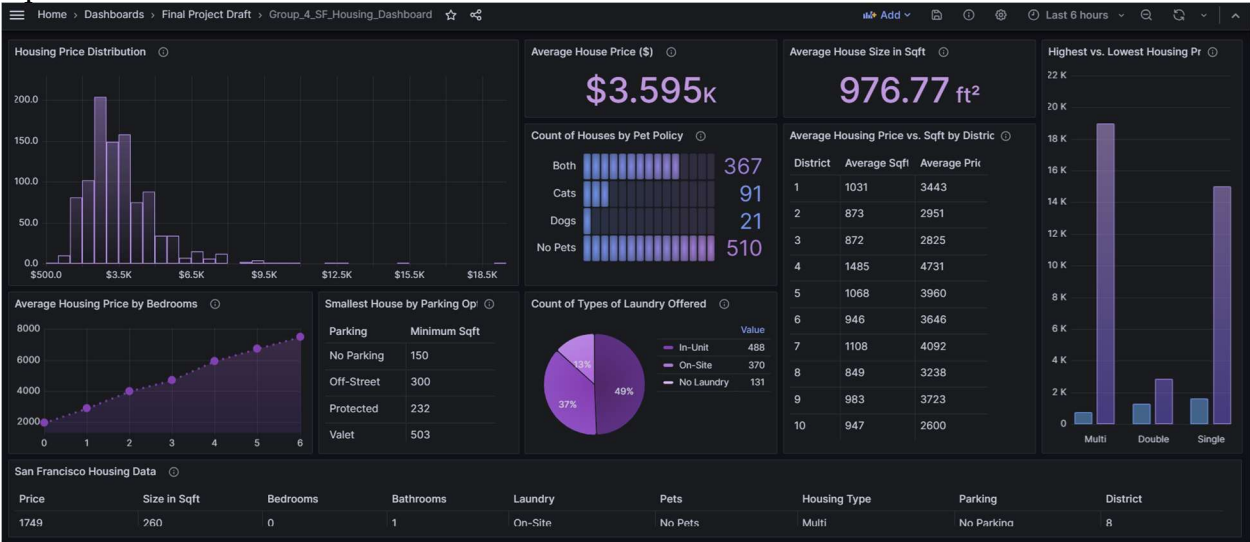 Home › Dashboards › Final Project Draft › Group_4_SF_Housing_Dashboard
Add
Last 6 hours
Housing Price Distribution
200.0
150.0
100.0
50.0
0.0
$500.0 $3.5K $6.5K $9.5K $12.5K $15.5K $18.5K
Average House Price ($)
$3.595K
Average House Size in Sqft
976.77 ft²
Count of Houses by Pet Policy
Both 367
Cats 91
Dogs 21
No Pets 510
Average Housing Price vs. Sqft by Distric
District Average Sqft Average Pric
1 1031 3443
2 873 2951
3 872 2825
4 1485 4731
5 1068 3960
6 946 3646
7 1108 4092
8 849 3238
9 983 3723
10 947 2600
Highest vs. Lowest Housing Pr
22 K
20 K
18 K
16 K
14 K
12 K
10 K
8 K
6 K
4 K
2 K
0
Multi Double Single
Average Housing Price by Bedrooms
8000
6000
4000
2000
0 1 2 3 4 5 6
Smallest House by Parking Opt
Parking Minimum Sqft
No Parking 150
Off-Street 300
Protected 232
Valet 503
Count of Types of Laundry Offered
13%
37%
49%
Value
In-Unit 488
On-Site 370
No Laundry 131
San Francisco Housing Data
Price Size in Sqft Bedrooms Bathrooms Laundry Pets Housing Type Parking District
1749 260 0 1 On-Site No Pets Multi No Parking 8